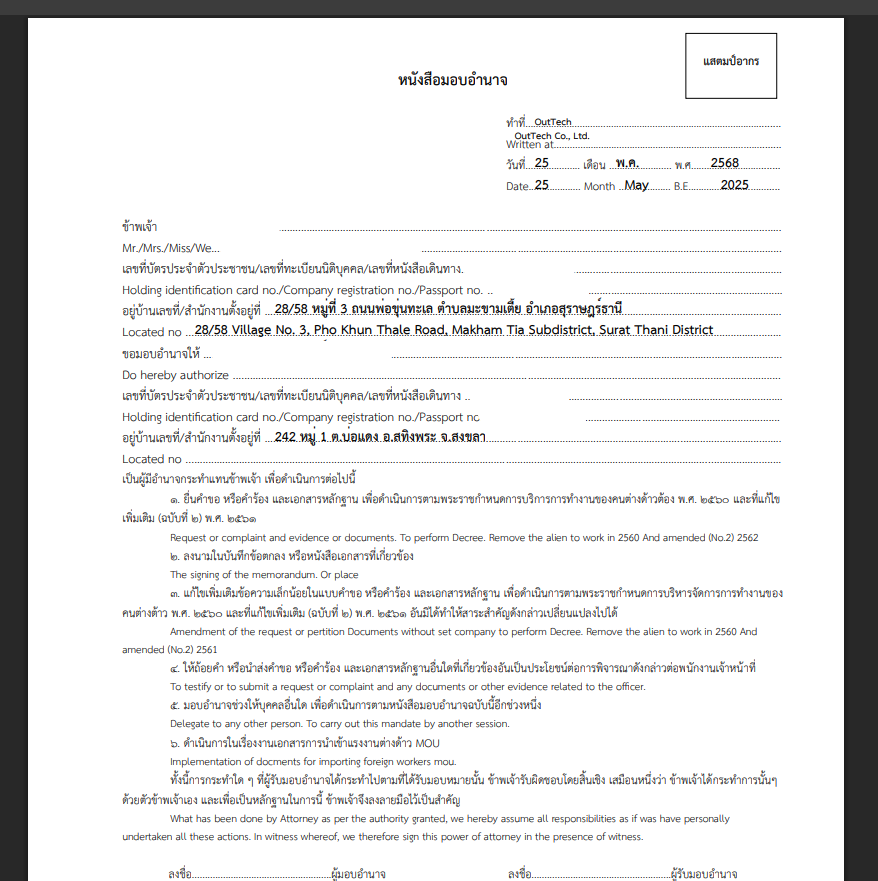 แสตมป์อากร
หนังสือมอบอำนาจ
ทำที่...OutTech
OutTech Co., Ltd.
Written at
วันที่...25... เดือน ...พ.ค.... พ.ศ. ...2568
Date...25... Month ...May... B.E. ...2025
ข้าพเจ้า
Mr./Mrs./Miss/We...
เลขที่บัตรประจำตัวประชาชน/เลขที่ทะเบียนนิติบุคคล/เลขที่หนังสือเดินทาง.
Holding identification card no./Company registration no./Passport no. ..
อยู่บ้านเลขที่/สำนักงานตั้งอยู่ที่ ...28/58 หมู่ที่ 3 ถนนพ่อขุนทะเล ตำบลมะขามเตี้ย อำเภอสุราษฎร์ธานี
Located no ...28/58 Village No. 3, Pho Khun Thale Road, Makham Tia Subdistrict, Surat Thani District
ขอมอบอำนาจให้ ...
Do hereby authorize
เลขที่บัตรประจำตัวประชาชน/เลขที่ทะเบียนนิติบุคคล/เลขที่หนังสือเดินทาง ..
Holding identification card no./Company registration no./Passport nc
อยู่บ้านเลขที่/สำนักงานตั้งอยู่ที่ ...242 หมู่ 1 ต.บ่อแดง อ.สทิงพระ จ.สงขลา
Located no
เป็นผู้มีอำนาจกระทำแทนข้าพเจ้า เพื่อดำเนินการต่อไปนี้
๑. ยื่นคำขอ หรือคำร้อง และเอกสารหลักฐาน เพื่อดำเนินการตามพระราชกำหนดการบริการการทำงานของคนต่างด้าวต้อง พ.ศ. ๒๕๖๐ และที่แก้ไข
เพิ่มเติม (ฉบับที่ ๒) พ.ศ. ๒๕๖๑
Request or complaint and evidence or documents. To perform Decree. Remove the alien to work in 2560 And amended (No.2) 2562
๒. ลงนามในบันทึกข้อตกลง หรือหนังสือเอกสารที่เกี่ยวข้อง
The signing of the memorandum. Or place
๓. แก้ไขเพิ่มเติมข้อความเล็กน้อยในแบบคำขอ หรือคำร้อง และเอกสารหลักฐาน เพื่อดำเนินการตามพระราชกำหนดการบริหารจัดการการทำงานของ
คนต่างด้าว พ.ศ. ๒๕๖๐ และที่แก้ไขเพิ่มเติม (ฉบับที่ ๒) พ.ศ. ๒๕๖๑ อันมิได้ทำให้สาระสำคัญดังกล่าวเปลี่ยนแปลงไปได้
Amendment of the request or pertition Documents without set company to perform Decree. Remove the alien to work in 2560 And
amended (No.2) 2561
๔. ให้ถ้อยคำ หรือนำส่งคำขอ หรือคำร้อง และเอกสารหลักฐานอื่นใดที่เกี่ยวข้องอันเป็นประโยชน์ต่อการพิจารณาดังกล่าวต่อพนักงานเจ้าหน้าที่
To testify or to submit a request or complaint and any documents or other evidence related to the officer.
๕. มอบอำนาจช่วงให้บุคคลอื่นใด เพื่อดำเนินการตามหนังสือมอบอำนาจฉบับนี้อีกช่วงหนึ่ง
Delegate to any other person. To carry out this mandate by another session.
๖. ดำเนินการในเรื่องงานเอกสารการนำเข้าแรงงานต่างด้าว MOU
Implementation of docments for importing foreign workers mou.
ทั้งนี้การกระทำใด ๆ ที่ผู้รับมอบอำนาจได้กระทำไปตามที่ได้รับมอบหมายนั้น ข้าพเจ้ารับผิดชอบโดยสิ้นเชิง เสมือนหนึ่งว่า ข้าพเจ้าได้กระทำการนั้นๆ
ด้วยตัวข้าพเจ้าเอง และเพื่อเป็นหลักฐานในการนี้ ข้าพเจ้าจึงลงลายมือไว้เป็นสำคัญ
What has been done by Attorney as per the authority granted, we hereby assume all responsibilities as if was have personally
undertaken all these actions. In witness whereof, we therefore sign this power of attorney in the presence of witness.
ลงชื่อ...ผู้มอบอำนาจ ลงชื่อ...ผู้รับมอบอำนาจ